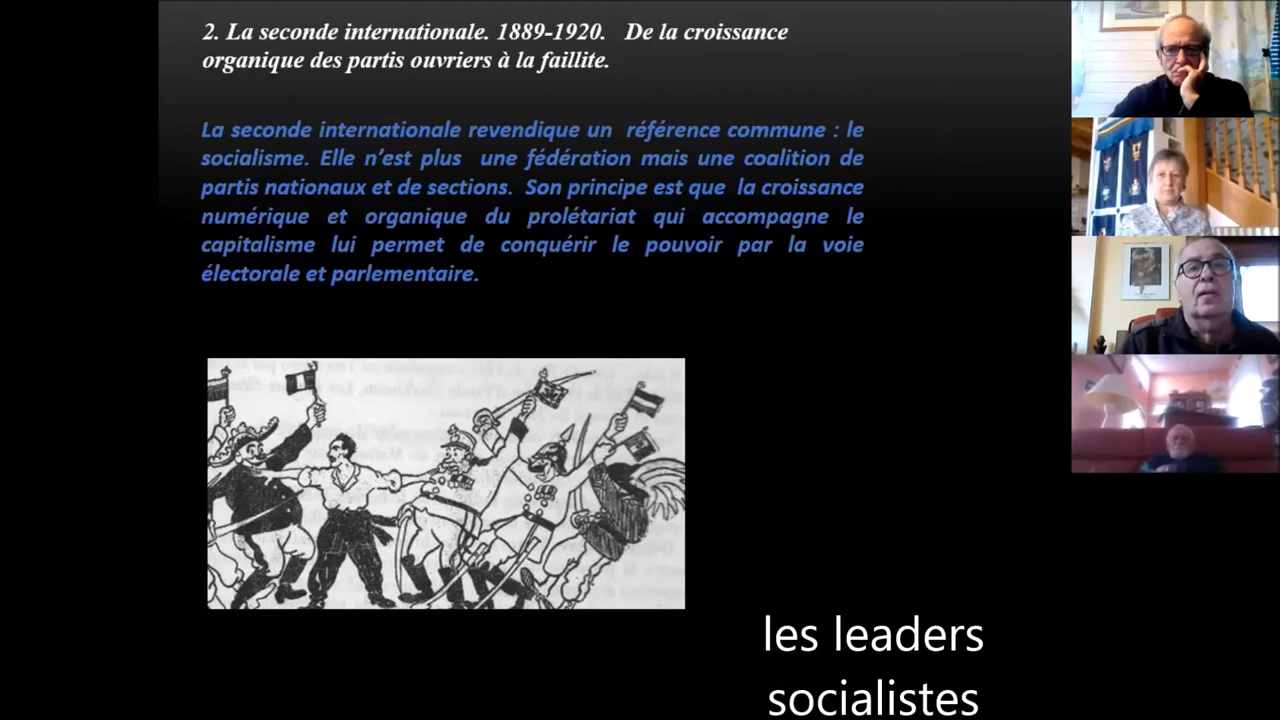 2. La seconde internationale. 1889-1920. De la croissance
organique des partis ouvriers à la faillite.
La seconde internationale revendique un référence commune : le
socialisme. Elle n'est plus une fédération mais une coalition de
partis nationaux et de sections. Son principe est que la croissance
numérique et organique du prolétariat qui accompagne le
capitalisme lui permet de conquérir le pouvoir par la voie
électorale et parlementaire.
les leaders
socialistes